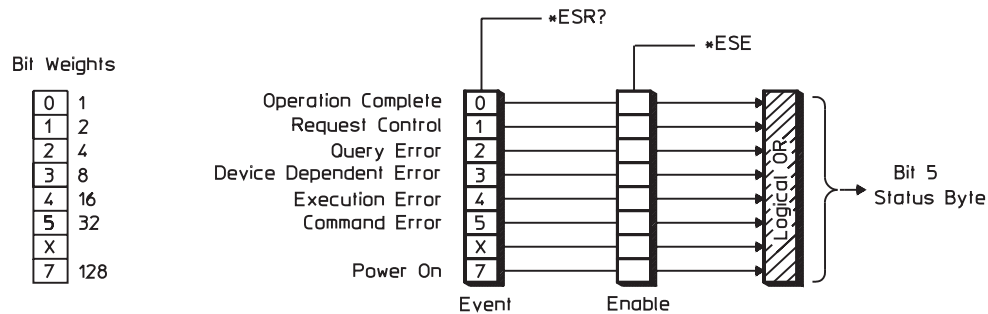 *ESR?
*ESE
Bit Weights
0 1
1 2
2 4
3 8
4 16
5 32
X
7 128
Operation Complete 0
Request Control 1
Query Error 2
Device Dependent Error 3
Execution Error 4
Command Error 5
X
Power On 7
Event
Enable
Logical OR
Bit 5
Status Byte